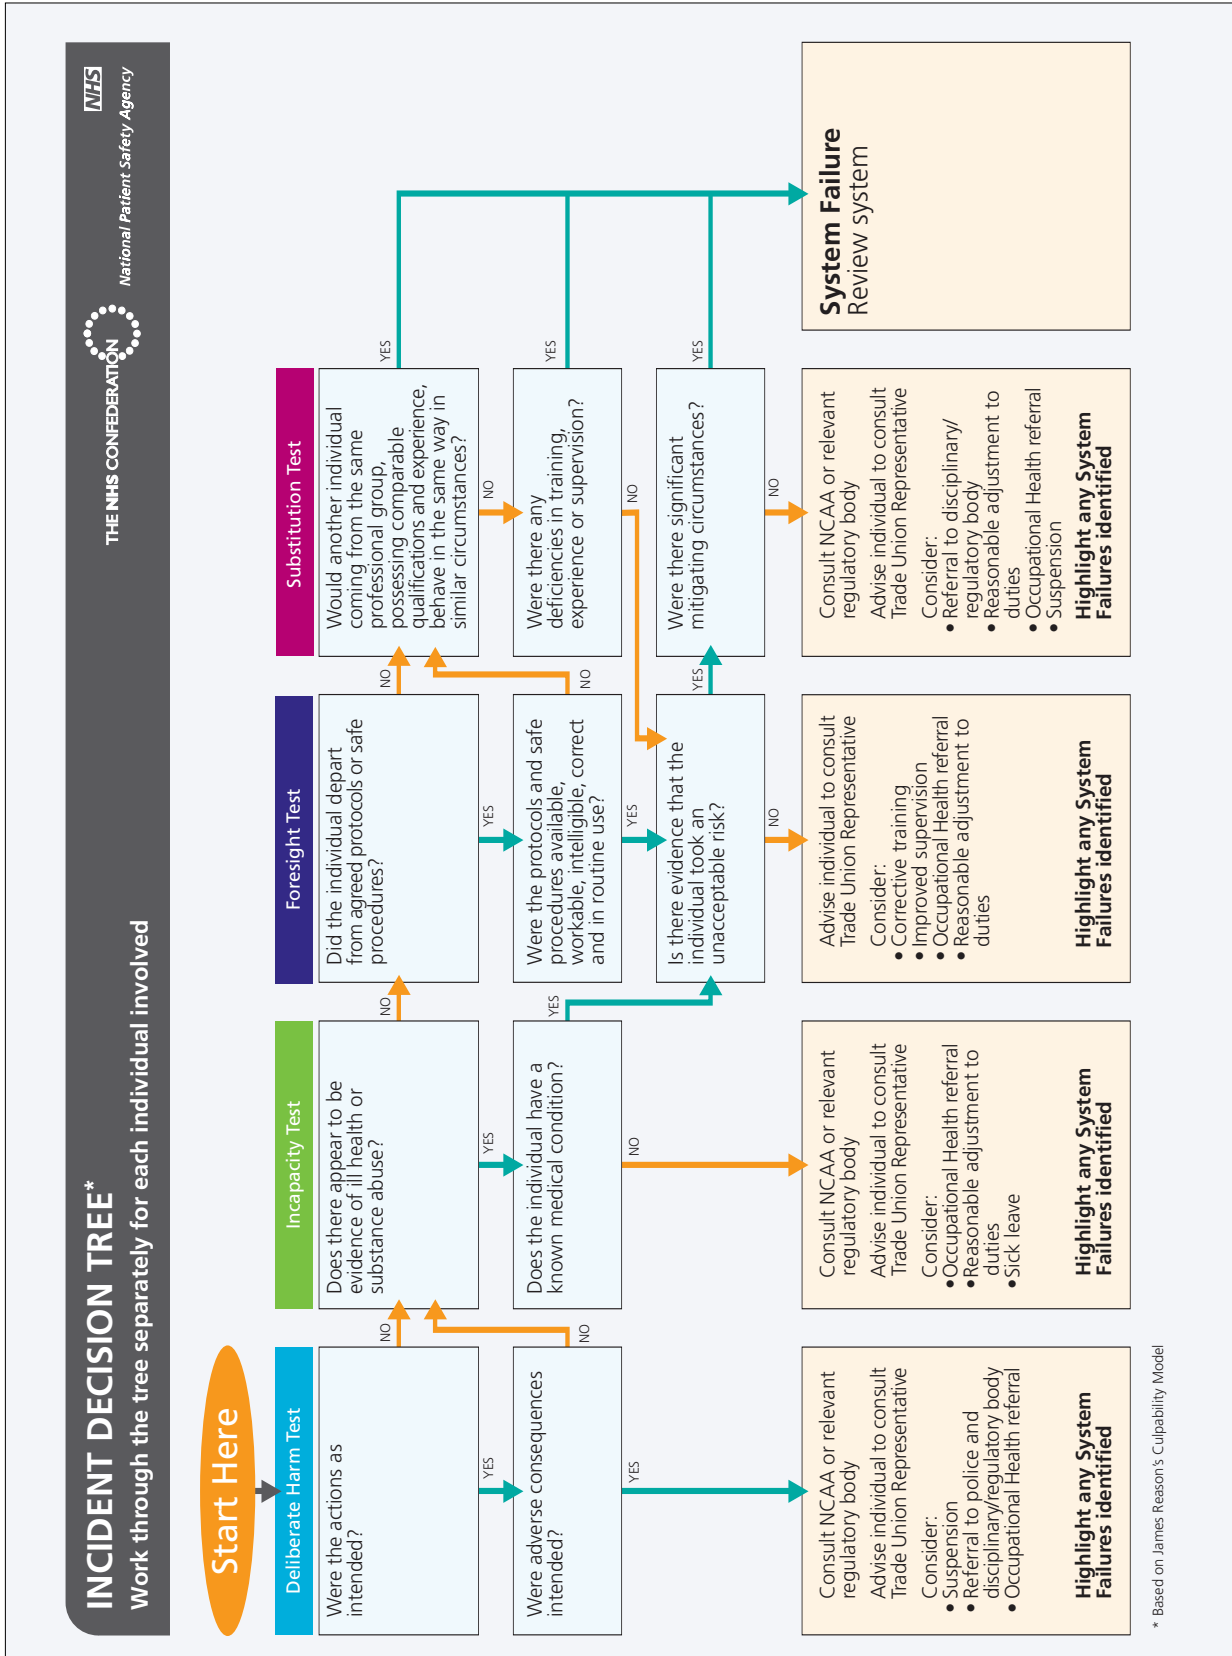 INCIDENT DECISION TREE*
Work through the tree separately for each individual involved
THE NHS CONFEDERATION
NHS
National Patient Safety Agency
Start Here
Deliberate Harm Test
Were the actions as
intended?
NO
YES
Were adverse consequences
intended?
NO
YES
Consult NCAA or relevant
regulatory body
Advise individual to consult
Trade Union Representative
Consider:
• Suspension
• Referral to police and
disciplinary/regulatory body
• Occupational Health referral
Highlight any System
Failures identified
Incapacity Test
Does there appear to be
evidence of ill health or
substance abuse?
NO
YES
Does the individual have a
known medical condition?
YES
NO
Consult NCAA or relevant
regulatory body
Advise individual to consult
Trade Union Representative
Consider:
• Occupational Health referral
• Reasonable adjustment to
duties
• Sick leave
Highlight any System
Failures identified
Foresight Test
Did the individual depart
from agreed protocols or safe
procedures?
NO
YES
Were the protocols and safe
procedures available,
workable, intelligible, correct
and in routine use?
NO
YES
Is there evidence that the
individual took an
unacceptable risk?
YES
NO
Advise individual to consult
Trade Union Representative
Consider:
• Corrective training
• Improved supervision
• Occupational Health referral
• Reasonable adjustment to
duties
Highlight any System
Failures identified
Substitution Test
Would another individual
coming from the same
professional group,
possessing comparable
qualifications and experience,
behave in the same way in
similar circumstances?
YES
NO
Were there any
deficiencies in training,
experience or supervision?
YES
NO
Were there significant
mitigating circumstances?
YES
NO
Consult NCAA or relevant
regulatory body
Advise individual to consult
Trade Union Representative
Consider:
• Referral to disciplinary/
regulatory body
• Reasonable adjustment to
duties
• Occupational Health referral
• Suspension
Highlight any System
Failures identified
System Failure
Review system
* Based on James Reason's Culpability Model